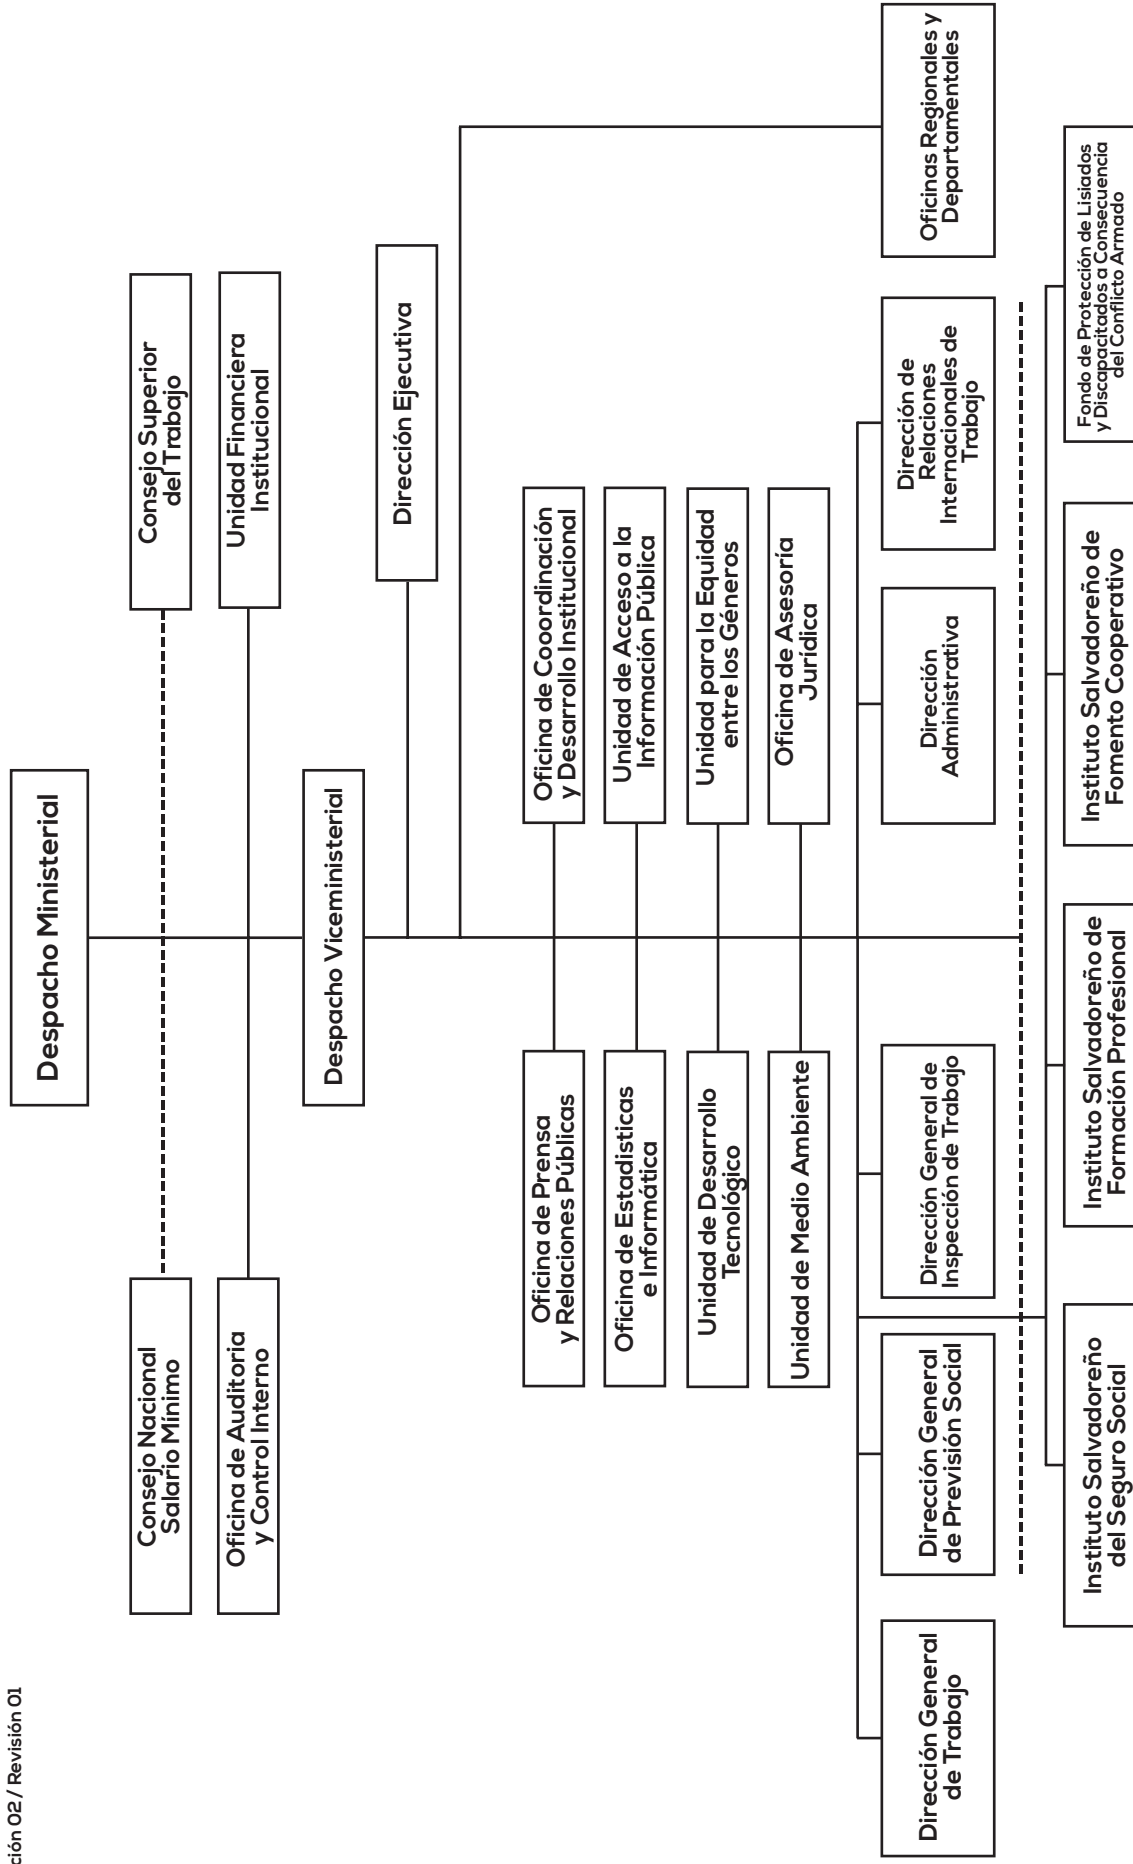 ción 02 / Revisión 01
Despacho Ministerial
Consejo Nacional
Salario Mínimo
Consejo Superior
del Trabajo
Oficina de Auditoria
y Control Interno
Unidad Financiera
Institucional
Despacho Viceministerial
Dirección Ejecutiva
Oficina de Prensa
y Relaciones Públicas
Oficina de Cooordinación
y Desarrollo Institucional
Oficina de Estadisticas
e Informática
Unidad de Acceso a la
Información Pública
Unidad de Desarrollo
Tecnológico
Unidad para la Equidad
entre los Géneros
Unidad de Medio Ambiente
Oficina de Asesoría
Jurídica
Dirección General
de Trabajo
Dirección General
de Previsión Social
Dirección General de
Inspección de Trabajo
Dirección
Administrativa
Dirección de
Relaciones
Internacionales de
Trabajo
Oficinas Regionales y
Departamentales
Instituto Salvadoreño
del Seguro Social
Instituto Salvadoreño de
Formación Profesional
Instituto Salvadoreño de
Fomento Cooperativo
Fondo de Protección de Lisiados
y Discapacitados a Consecuencia
del Conflicto Armado